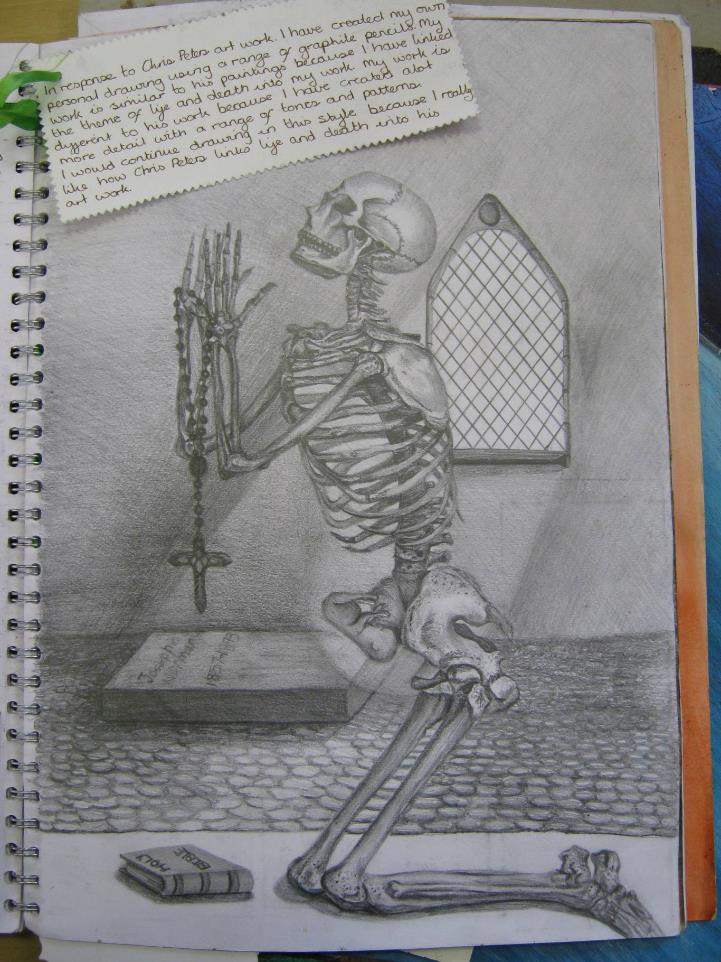 In response to Chris Peters art work. I have created my own
personal drawing using a range of graphite pencils. My
work is similar to his paintings because I have linked
the theme of life and death into my work. My work is
different to his work because I have created alot
more detail with a range of tones and patterns.
I would continue drawing in this style because I really
like how Chris Peters links life and death into his
art work.
Joseph
HOLY
BIBLE